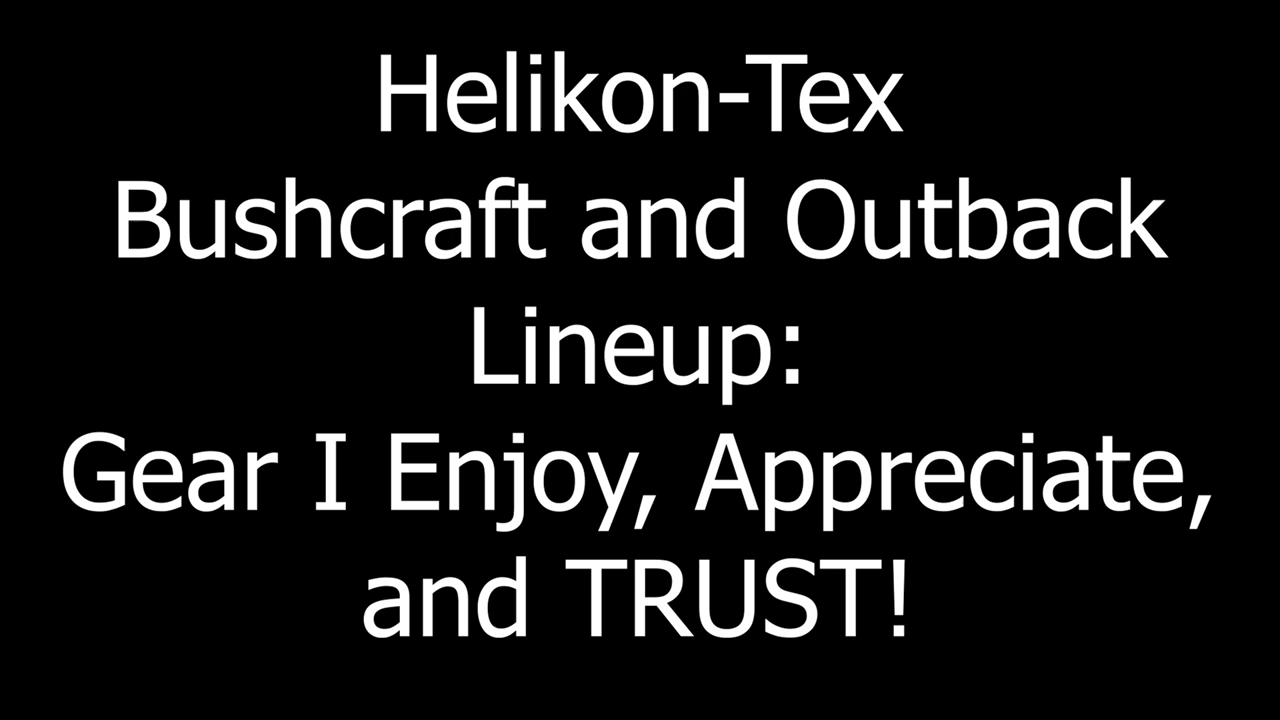 Helikon-Tex
Bushcraft and Outback
Lineup:
Gear I Enjoy, Appreciate,
and TRUST!